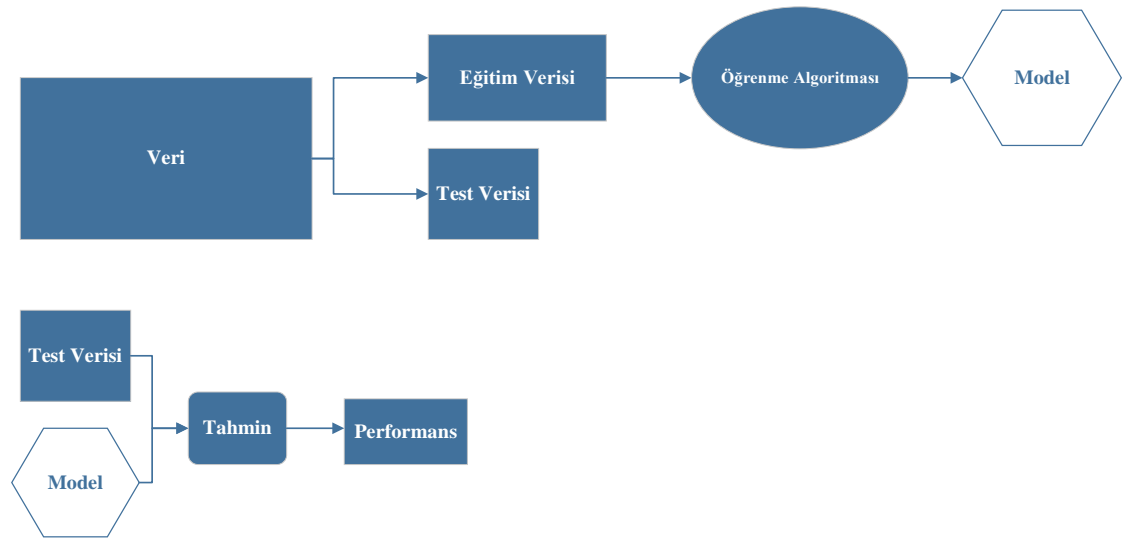 Veri
Eğitim Verisi
Öğrenme Algoritması
Model
Test Verisi
Test Verisi
Model
Tahmin
Performans